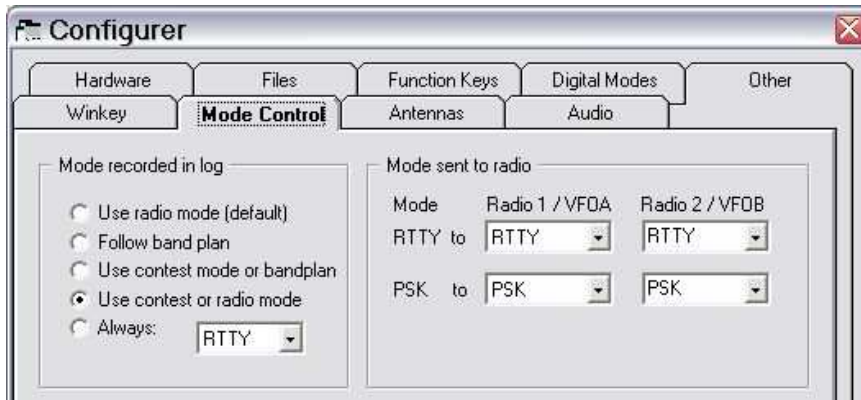 Configurer
Hardware Files Function Keys Digital Modes Other
Winkey Mode Control Antennas Audio
Mode recorded in log
Use radio mode (default)
Follow band plan
Use contest mode or bandplan
Use contest or radio mode
Always: RTTY
Mode sent to radio
Mode Radio 1 / VFOA Radio 2 / VFOB
RTTY to RTTY RTTY
PSK to PSK PSK